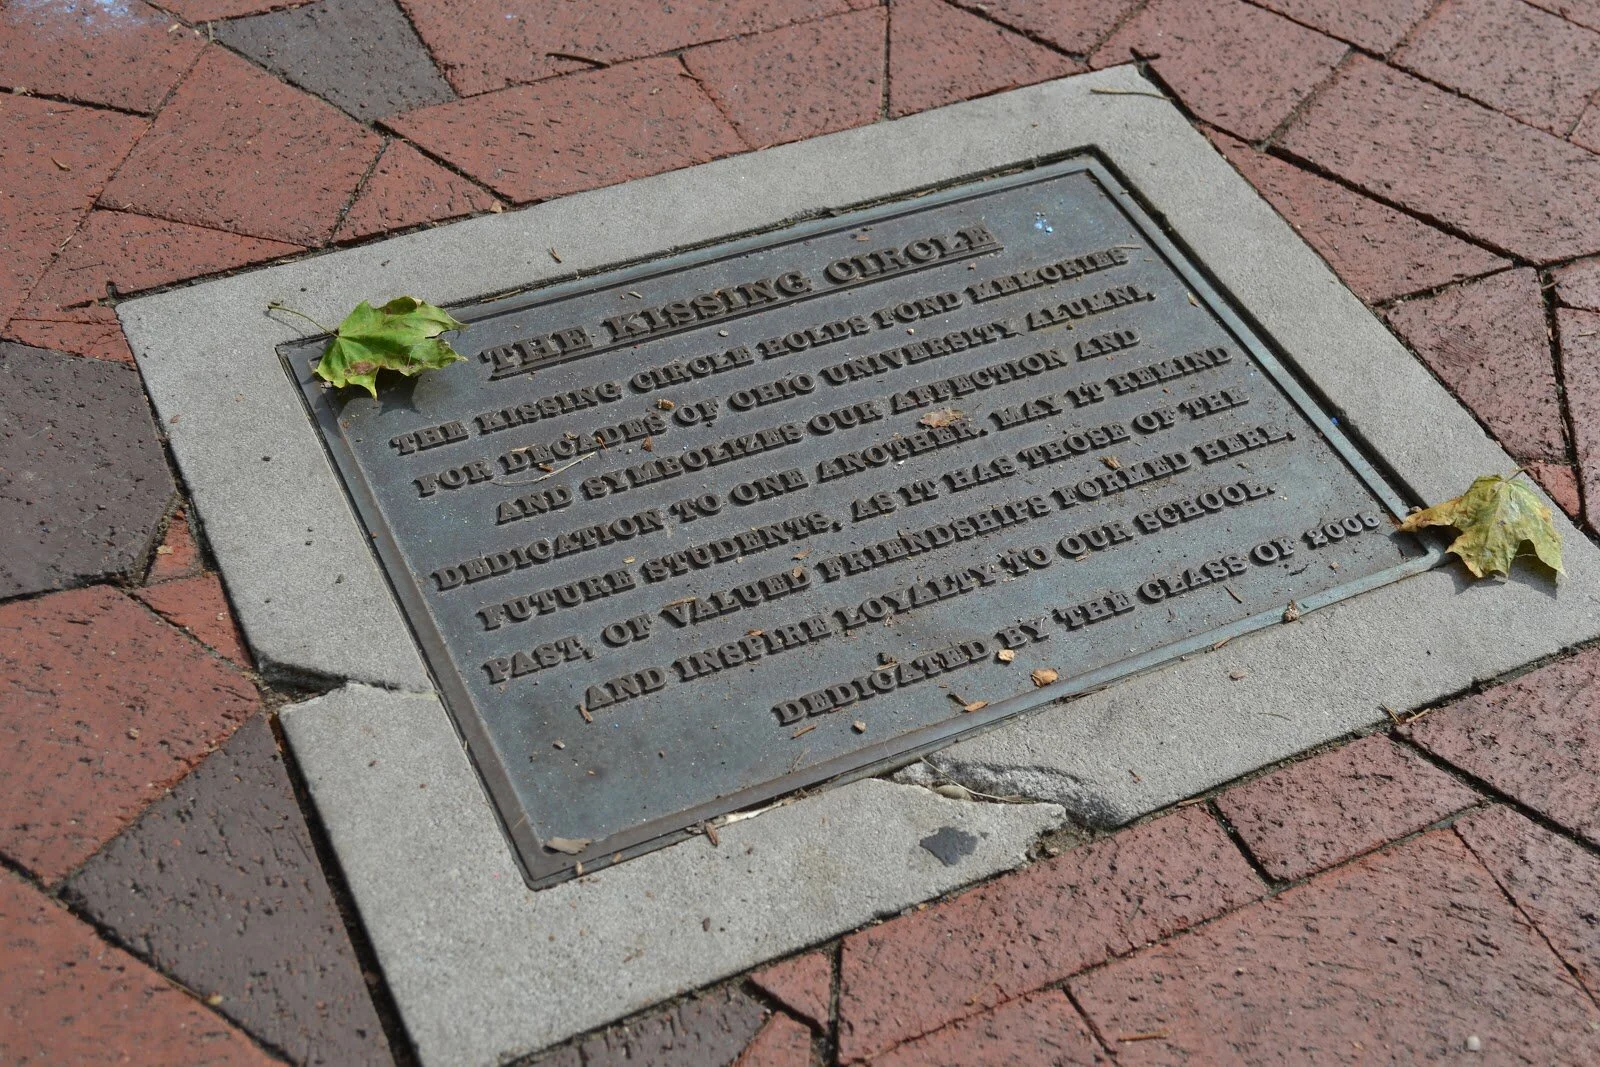 THE KISSING CIRCLE
THE KISSING CIRCLE HOLDS FOND MEMORIES
FOR DECADES OF OHIO UNIVERSITY ALUMNI,
AND SYMBOLIZES OUR AFFECTION AND
DEDICATION TO ONE ANOTHER. MAY IT REMIND
FUTURE STUDENTS, AS IT HAS THOSE OF THE
PAST, OF VALUED FRIENDSHIPS FORMED HERE,
AND INSPIRE LOYALTY TO OUR SCHOOL.
DEDICATED BY THE CLASS OF 2006